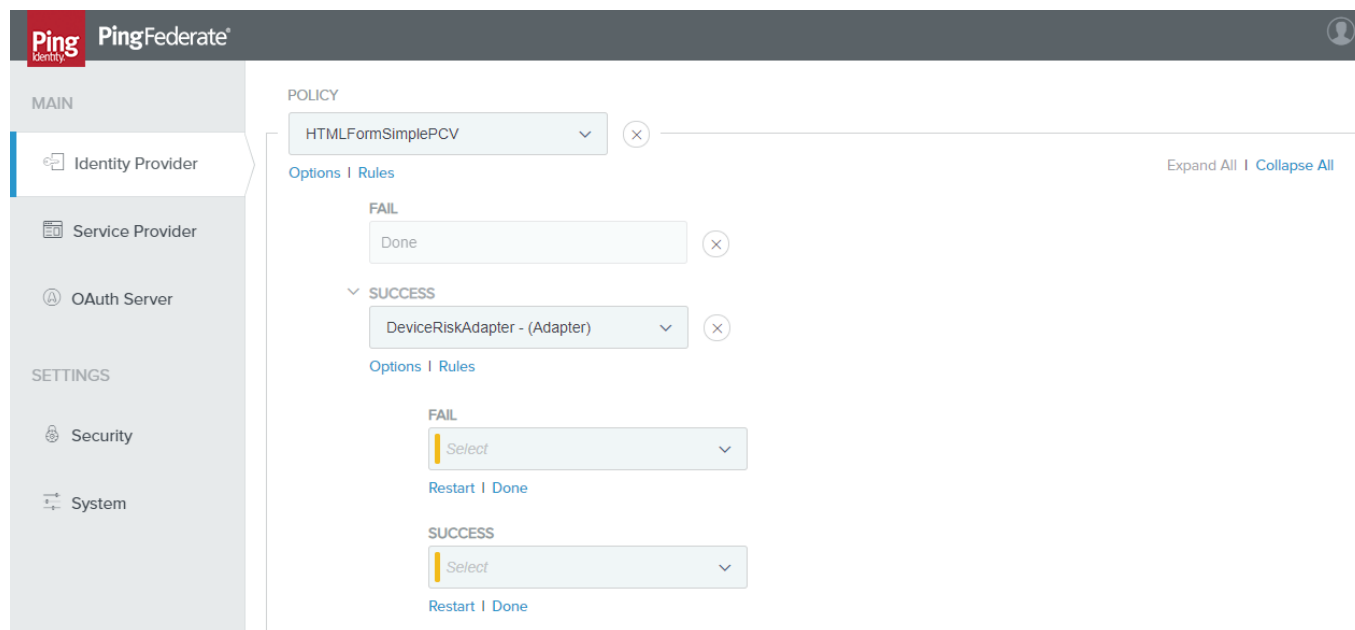 Ping Identity. PingFederate®
MAIN
Identity Provider
Service Provider
OAuth Server
SETTINGS
Security
System
POLICY
HTMLFormSimplePCV
Options | Rules
Expand All | Collapse All
FAIL
Done
SUCCESS
DeviceRiskAdapter - (Adapter)
Options | Rules
FAIL
Select
Restart | Done
SUCCESS
Select
Restart | Done